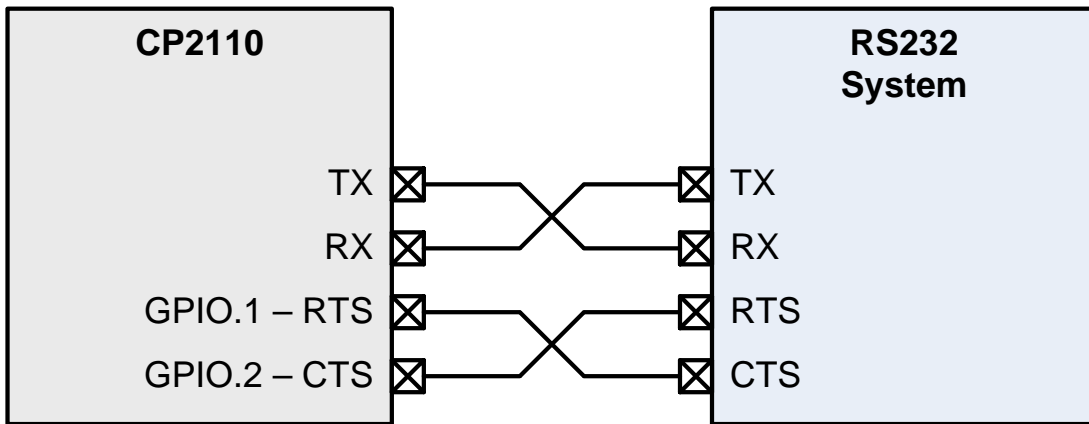 CP2110
TX
RX
GPIO.1 – RTS
GPIO.2 – CTS
RS232
System
TX
RX
RTS
CTS